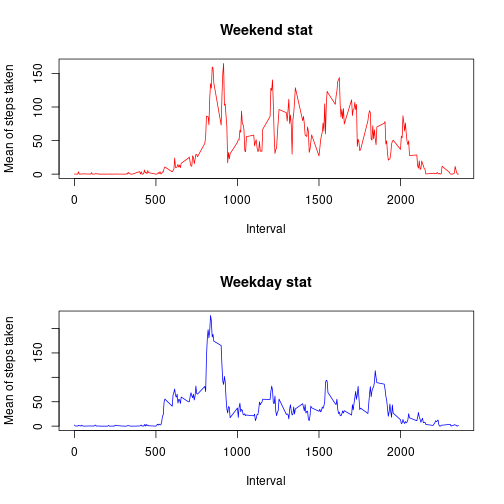 Weekend stat
Mean of steps taken
150
100
50
0
0
500
1000
1500
2000
Interval
Weekday stat
Mean of steps taken
150
50
0
0
500
1000
1500
2000
Interval